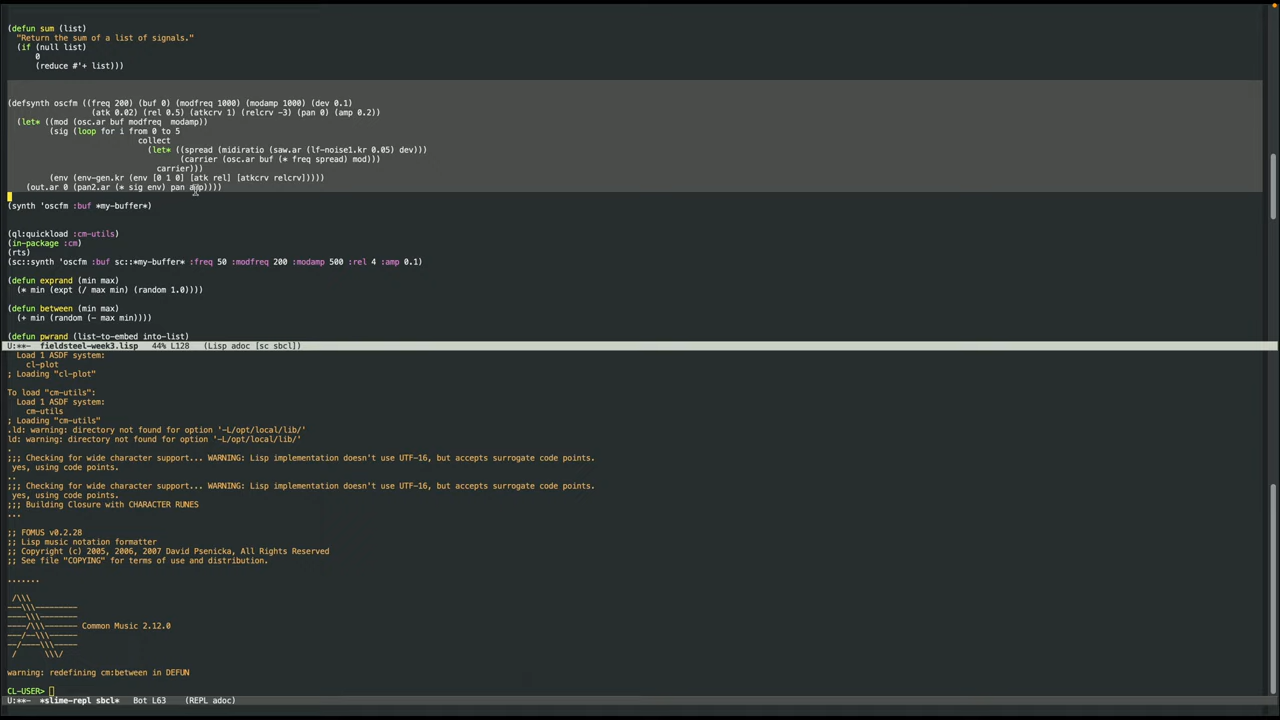 (defun sum (list)
"Return the sum of a list of signals."
(if (null list)
0
(reduce #'+ list)))
(defsynth oscfm ((freq 200) (buf 0) (modfreq 1000) (modamp 1000) (dev 0.1)
(atk 0.02) (rel 0.5) (atkcrv 1) (relcrv -3) (pan 0) (amp 0.2))
(let* ((mod (osc.ar buf modfreq  modamp))
(sig (loop for i from 0 to 5
collect
(let* ((spread (midiratio (saw.ar (lf-noise1.kr 0.05) dev)))
(carrier (osc.ar buf (* freq spread) mod)))
carrier)))
(env (env-gen.kr (env [0 1 0] [atk rel] [atkcrv relcrv]))))
(out.ar 0 (pan2.ar (* sig env) pan amp))))
(synth 'oscfm :buf *my-buffer*)
(ql:quickload :cm-utils)
(in-package :cm)
(rts)
(sc::synth 'oscfm :buf sc::*my-buffer* :freq 50 :modfreq 200 :modamp 500 :rel 4 :amp 0.1)
(defun exprand (min max)
(* min (expt (/ max min) (random 1.0))))
(defun between (min max)
(+ min (random (- max min))))
(defun pwrand (list-to-embed into-list)
U:**-  fieldsteel-week3.lisp   44% L128   (Lisp adoc [sc sbcl])
Load 1 ASDF system:
cl-plot
; Loading "cl-plot"
To load "cm-utils":
Load 1 ASDF system:
cm-utils
; Loading "cm-utils"
.ld: warning: directory not found for option '-L/opt/local/lib/'
ld: warning: directory not found for option '-L/opt/local/lib/'
.
;;; Checking for wide character support... WARNING: Lisp implementation doesn't use UTF-16, but accepts surrogate code points.
yes, using code points.
..
;;; Checking for wide character support... WARNING: Lisp implementation doesn't use UTF-16, but accepts surrogate code points.
yes, using code points.
;;; Building Closure with CHARACTER RUNES
...
;; FOMUS v0.2.28
;; Lisp music notation formatter
;; Copyright (c) 2005, 2006, 2007 David Psenicka, All Rights Reserved
;; See file "COPYING" for terms of use and distribution.
.......
/\\\
---\\\---------
----\\\--------
----/\\\------- Common Music 2.12.0
---/--\\\------
--/----\\\-----
/      \\\/
warning: redefining cm:between in DEFUN
CL-USER>
U:**-  *slime-repl sbcl*   Bot L63    (REPL adoc)